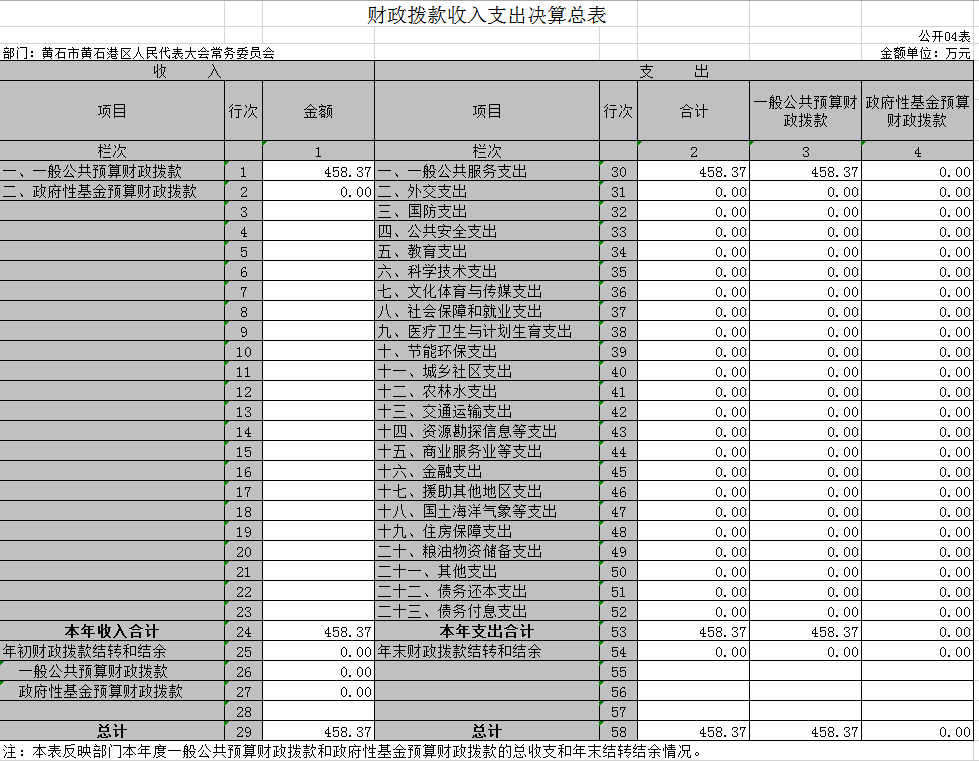 财政拨款收入支出决算总表
公开04表
部门：黄石市黄石港区人民代表大会常务委员会 金额单位：万元
收 入 支 出
项目 行次 金额 项目 行次 合计 一般公共预算财政拨款 政府性基金预算财政拨款
栏次 1 栏次 2 3 4
一、一般公共预算财政拨款 1 458.37 一、一般公共服务支出 30 458.37 458.37 0.00
二、政府性基金预算财政拨款 2 0.00 二、外交支出 31 0.00 0.00 0.00
3 三、国防支出 32 0.00 0.00 0.00
4 四、公共安全支出 33 0.00 0.00 0.00
5 五、教育支出 34 0.00 0.00 0.00
6 六、科学技术支出 35 0.00 0.00 0.00
7 七、文化体育与传媒支出 36 0.00 0.00 0.00
8 八、社会保障和就业支出 37 0.00 0.00 0.00
9 九、医疗卫生与计划生育支出 38 0.00 0.00 0.00
10 十、节能环保支出 39 0.00 0.00 0.00
11 十一、城乡社区支出 40 0.00 0.00 0.00
12 十二、农林水支出 41 0.00 0.00 0.00
13 十三、交通运输支出 42 0.00 0.00 0.00
14 十四、资源勘探信息等支出 43 0.00 0.00 0.00
15 十五、商业服务业等支出 44 0.00 0.00 0.00
16 十六、金融支出 45 0.00 0.00 0.00
17 十七、援助其他地区支出 46 0.00 0.00 0.00
18 十八、国土海洋气象等支出 47 0.00 0.00 0.00
19 十九、住房保障支出 48 0.00 0.00 0.00
20 二十、粮油物资储备支出 49 0.00 0.00 0.00
21 二十一、其他支出 50 0.00 0.00 0.00
22 二十二、债务还本支出 51 0.00 0.00 0.00
23 二十三、债务付息支出 52 0.00 0.00 0.00
本年收入合计 24 458.37 本年支出合计 53 458.37 458.37 0.00
年初财政拨款结转和结余 25 0.00 年末财政拨款结转和结余 54 0.00 0.00 0.00
一般公共预算财政拨款 26 0.00 55
政府性基金预算财政拨款 27 0.00 56
28 57
总计 29 458.37 总计 58 458.37 458.37 0.00
注：本表反映部门本年度一般公共预算财政拨款和政府性基金预算财政拨款的总收支和年末结转结余情况。